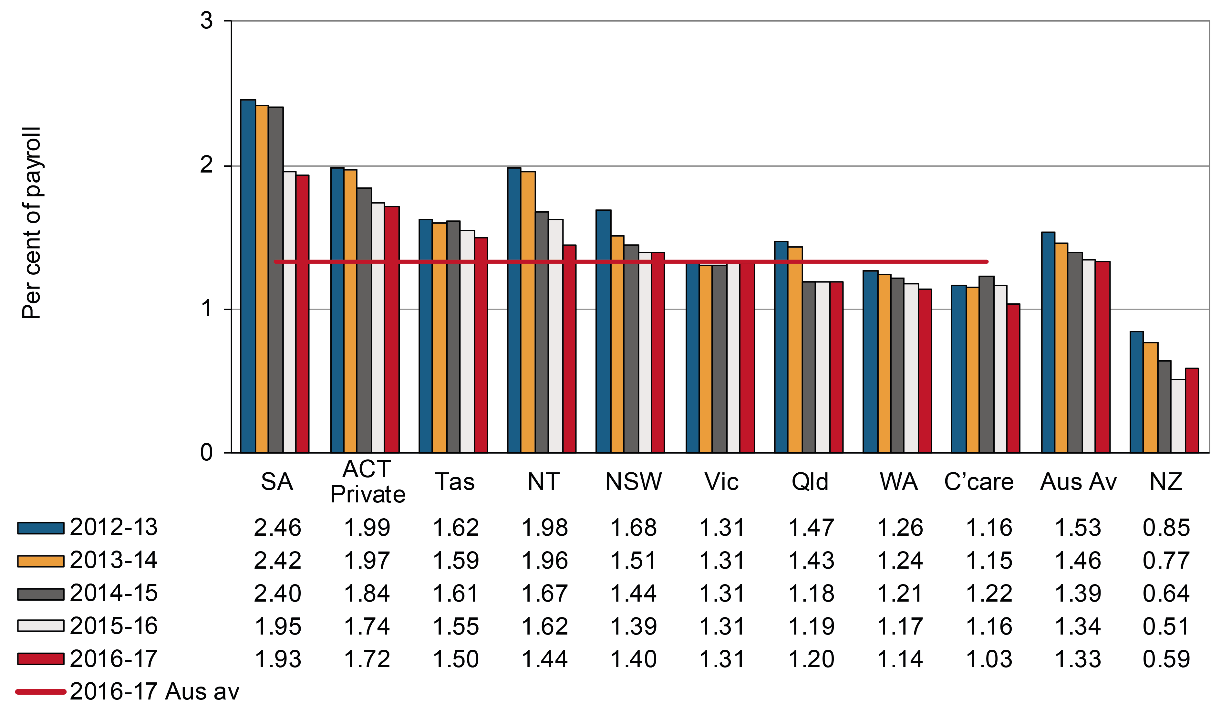 3
2
1
0
Per cent of payroll
SA ACT Private Tas NT NSW Vic Qld WA C’care Aus Av NZ
2012-13 2.46 1.99 1.62 1.98 1.68 1.31 1.47 1.26 1.16 1.53 0.85
2013-14 2.42 1.97 1.59 1.96 1.51 1.31 1.43 1.24 1.15 1.46 0.77
2014-15 2.40 1.84 1.61 1.67 1.44 1.31 1.18 1.21 1.22 1.39 0.64
2015-16 1.95 1.74 1.55 1.62 1.39 1.31 1.19 1.17 1.16 1.34 0.51
2016-17 1.93 1.72 1.50 1.44 1.40 1.31 1.20 1.14 1.03 1.33 0.59
2016-17 Aus av